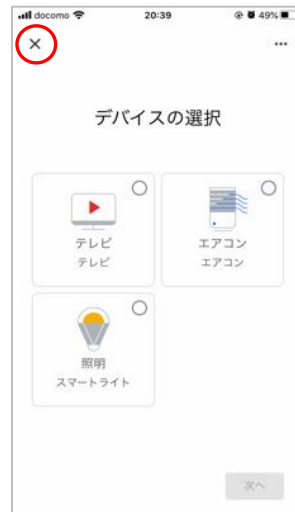 docomo 20:39 49%
デバイスの選択
テレビ
テレビ
エアコン
エアコン
照明
スマートライト
次へ